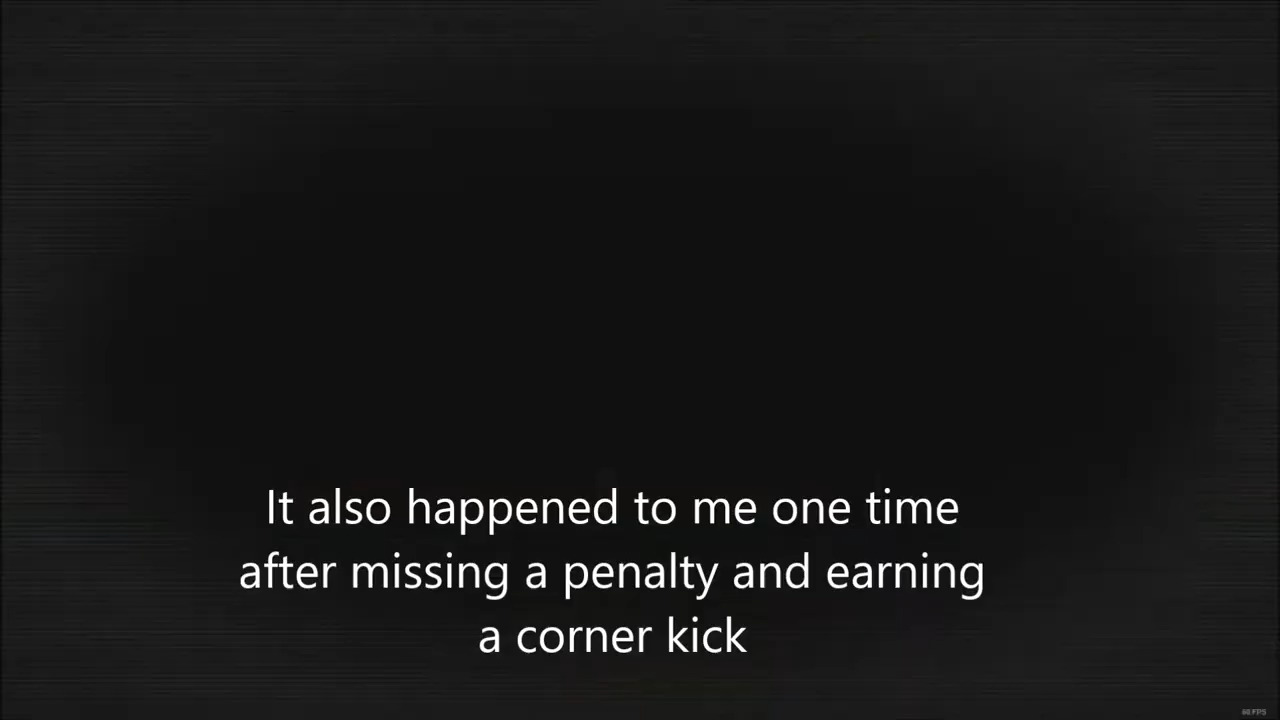 It also happened to me one time
after missing a penalty and earning
a corner kick